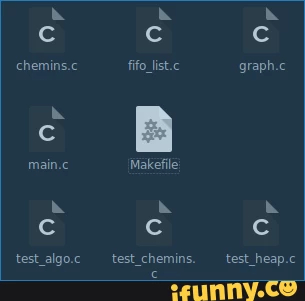 C C C
chemins.c fifo_list.c graph.c
C
main.c Makefile
C C C
test_algo.c test_chemins. test_heap.c
c
ifunny.co